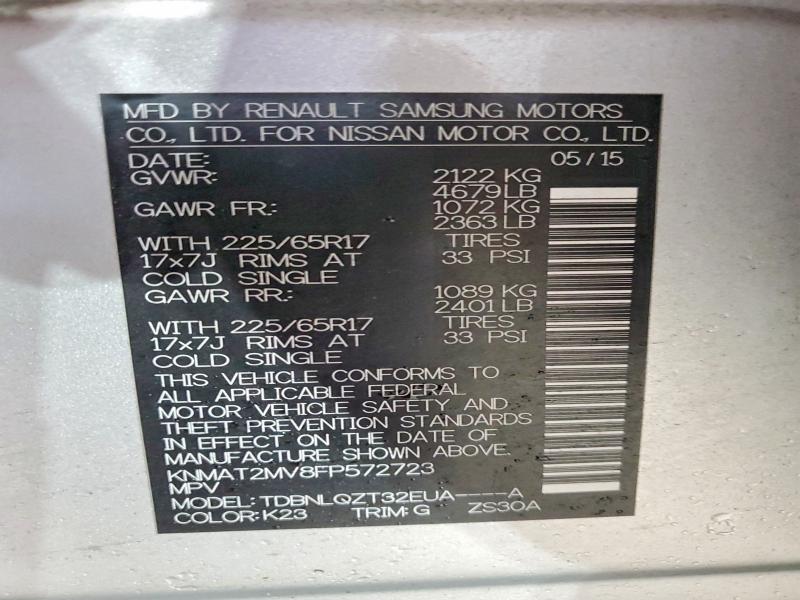 MFD BY RENAULT SAMSUNG MOTORS
CO., LTD. FOR NISSAN MOTOR CO., LTD.
DATE: 05/15
GVWR: 2122 KG
4679LB
GAWR FR.: 1072 KG
2363LB
WITH 225/65R17 TIRES
17x7J RIMS AT 33 PSI
COLD SINGLE
GAWR RR.: 1089 KG
2401LB
WITH 225/65R17 TIRES
17x7J RIMS AT 33 PSI
COLD SINGLE
THIS VEHICLE CONFORMS TO
ALL APPLICABLE FEDERAL
MOTOR VEHICLE SAFETY AND
THEFT PREVENTION STANDARDS
IN EFFECT ON THE DATE OF
MANUFACTURE SHOWN ABOVE.
KNMAT2MV8FP572723
MPV
MODEL: TDBNLQZT32EUA----A
COLOR: K23 TRIM: G ZS30A